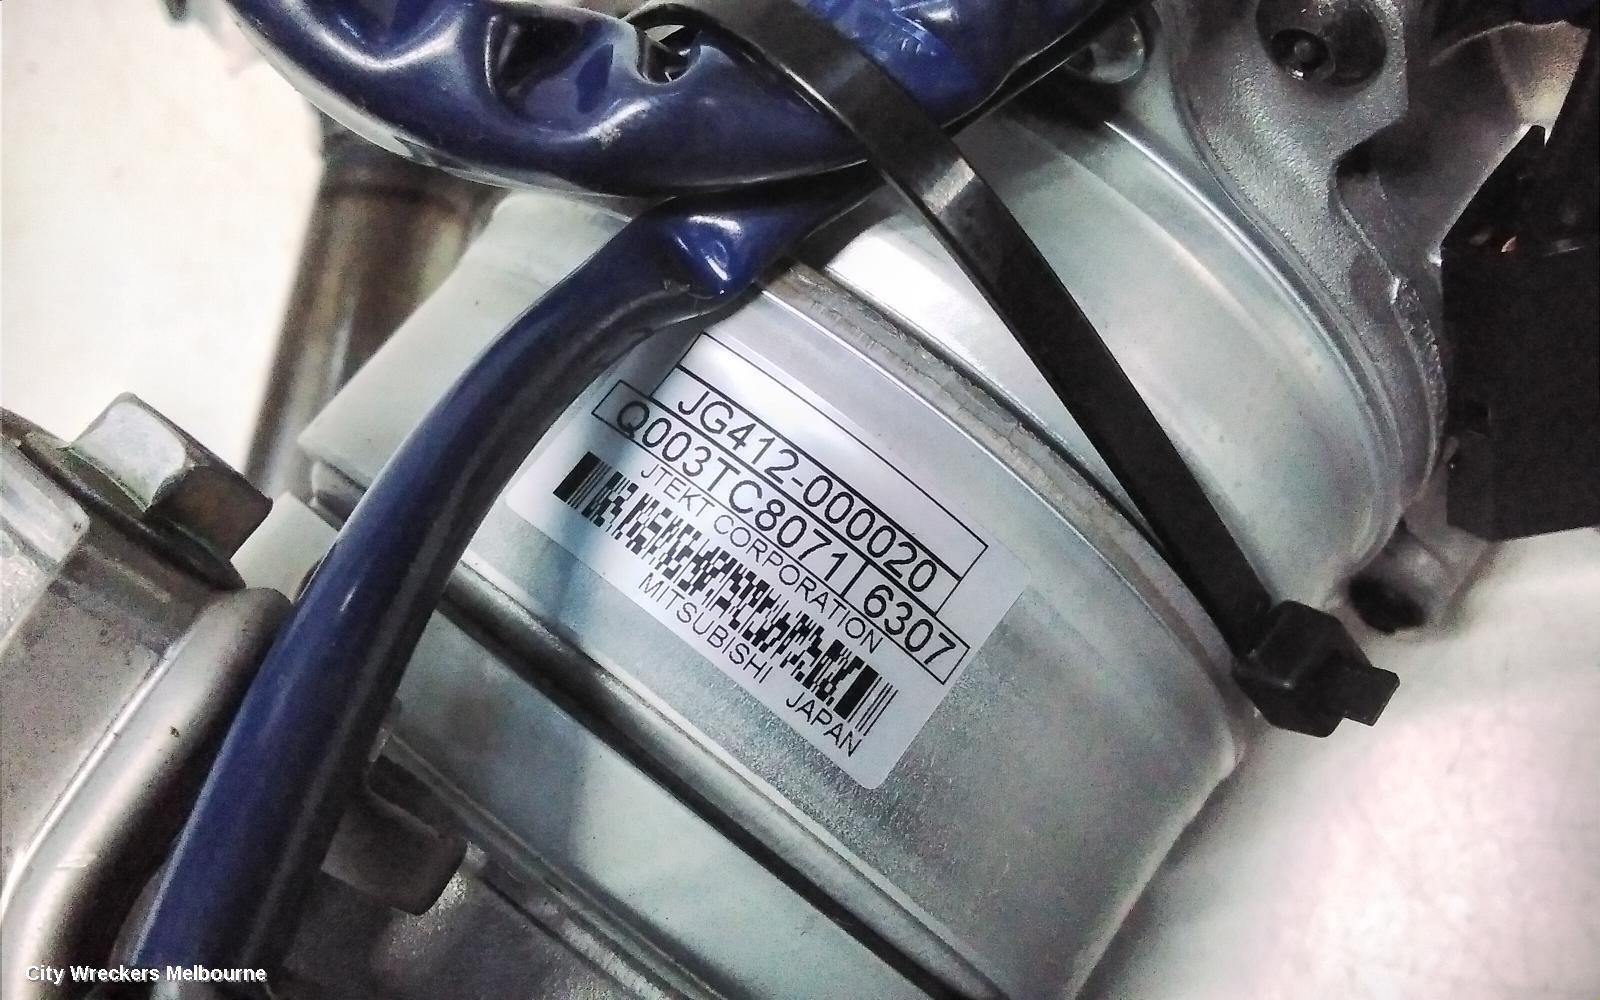 JG412-000020
Q003TC8071 6307
JTEKT CORPORATION
MITSUBISHI JAPAN
City Wreckers Melbourne